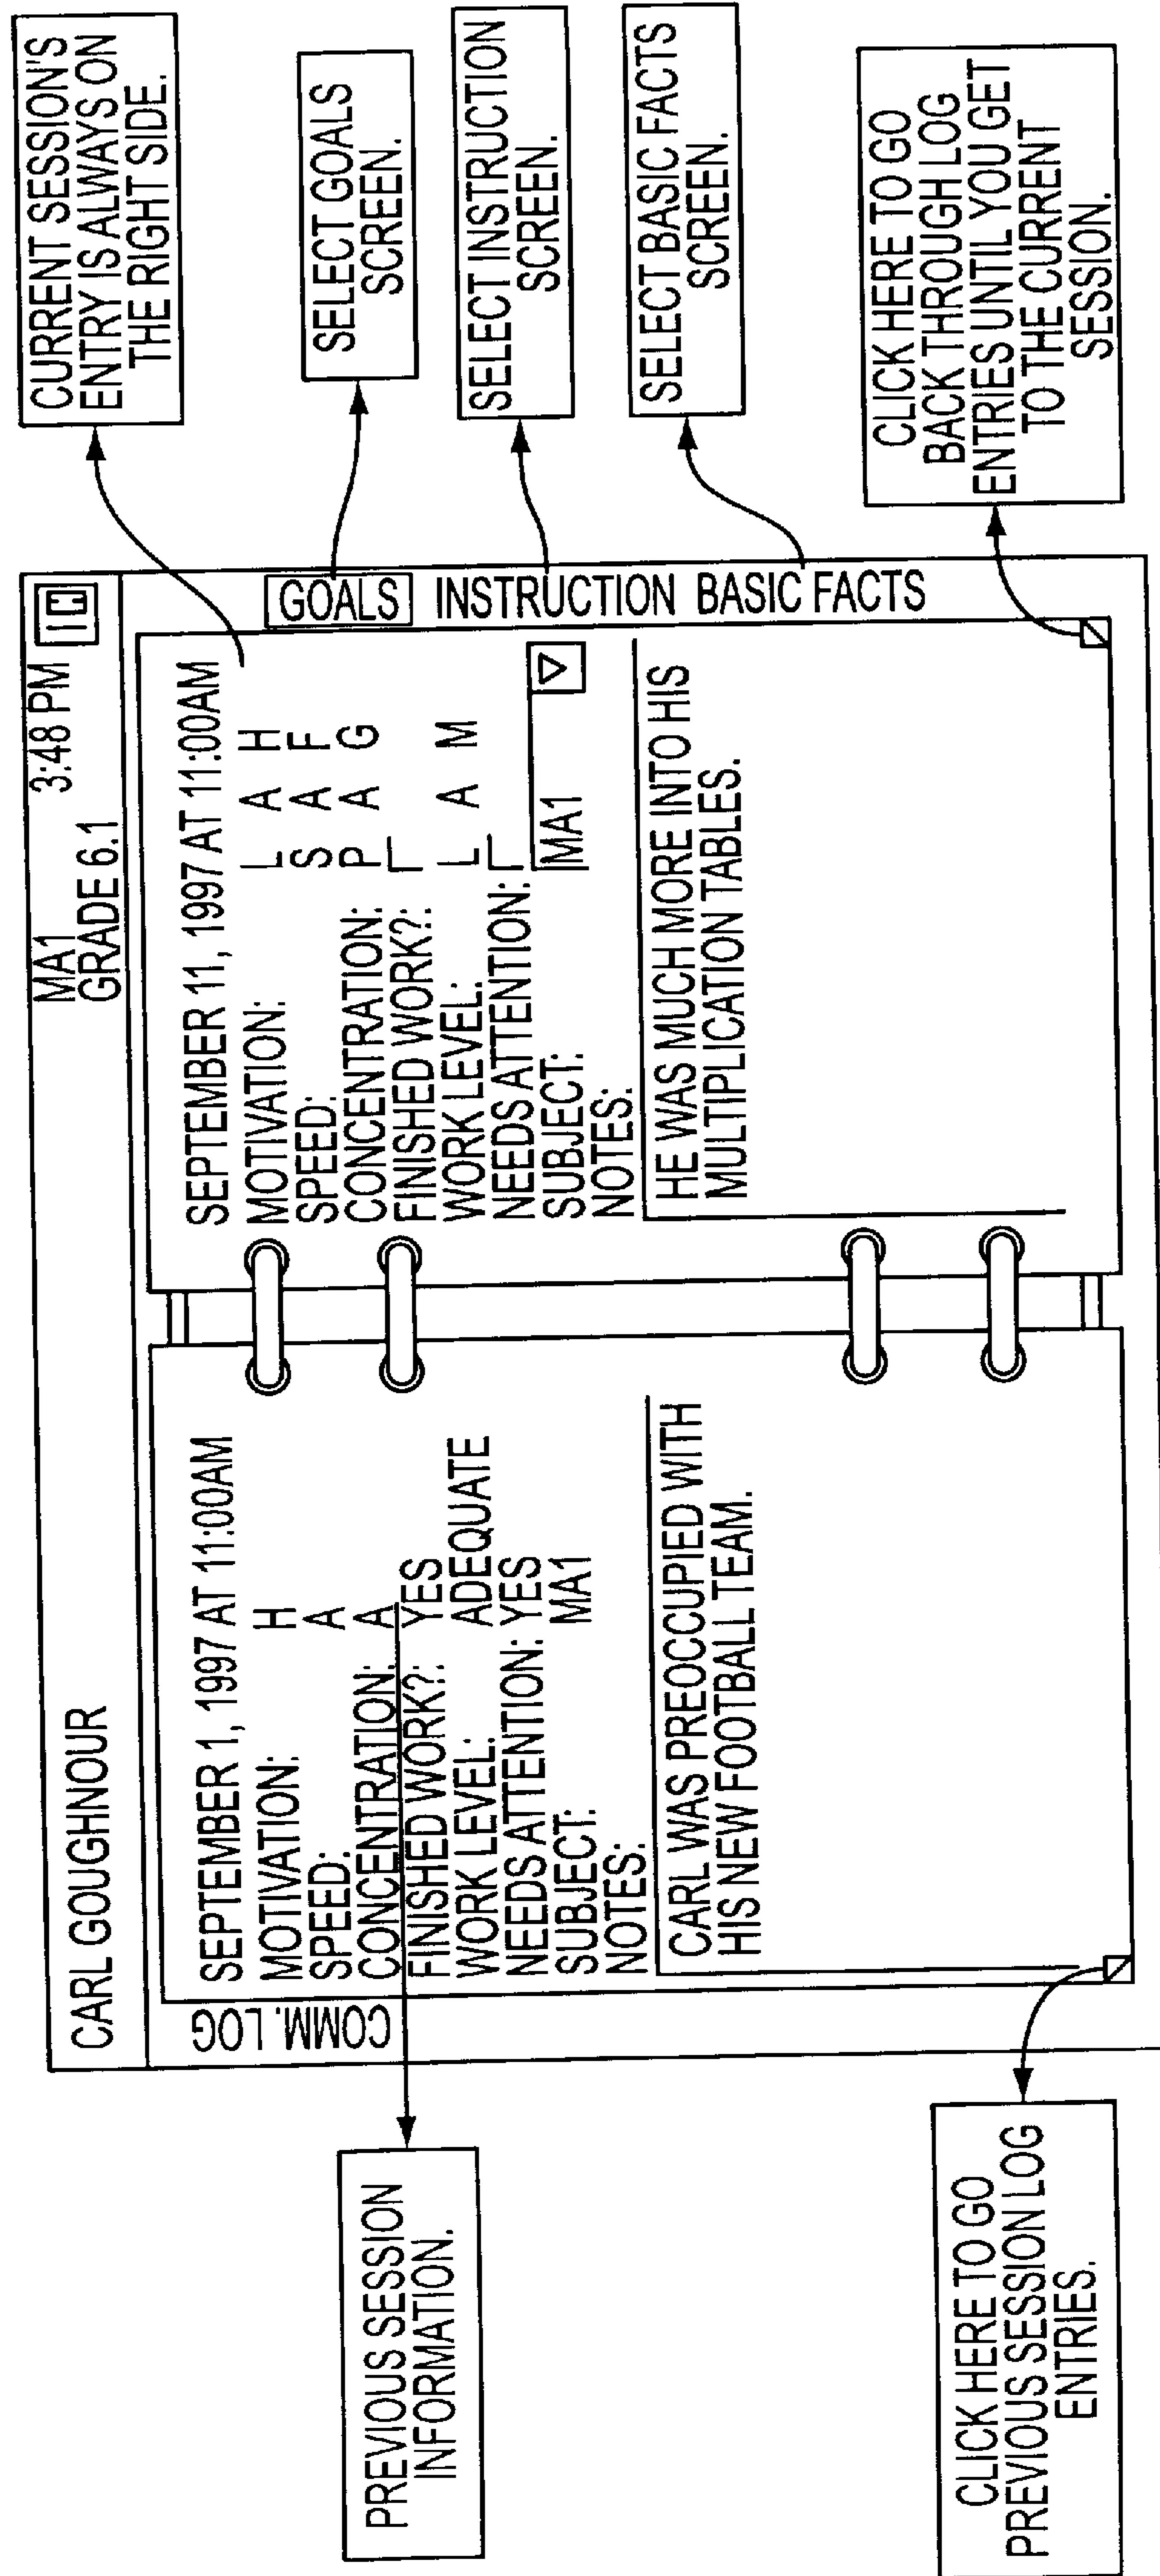 CARL GOUGHNOUR
MA1
GRADE 6.1
3:48 PM
COMM. LOG
SEPTEMBER 1, 1997 AT 11:00AM
MOTIVATION: H
SPEED: A
CONCENTRATION: A
FINISHED WORK?: YES
WORK LEVEL: ADEQUATE
NEEDS ATTENTION: YES
SUBJECT: MA1
NOTES:
CARL WAS PREOCCUPIED WITH
HIS NEW FOOTBALL TEAM.
SEPTEMBER 11, 1997 AT 11:00AM
MOTIVATION: L A H
SPEED: S A F
CONCENTRATION: P A G
FINISHED WORK?:
WORK LEVEL: L A M
NEEDS ATTENTION:
SUBJECT: MA1
NOTES:
HE WAS MUCH MORE INTO HIS
MULTIPLICATION TABLES.
GOALS
INSTRUCTION
BASIC FACTS
PREVIOUS SESSION
INFORMATION.
CLICK HERE TO GO
PREVIOUS SESSION LOG
ENTRIES.
CURRENT SESSION'S
ENTRY IS ALWAYS ON
THE RIGHT SIDE.
SELECT GOALS
SCREEN.
SELECT INSTRUCTION
SCREEN.
SELECT BASIC FACTS
SCREEN.
CLICK HERE TO GO
BACK THROUGH LOG
ENTRIES UNTIL YOU GET
TO THE CURRENT
SESSION.